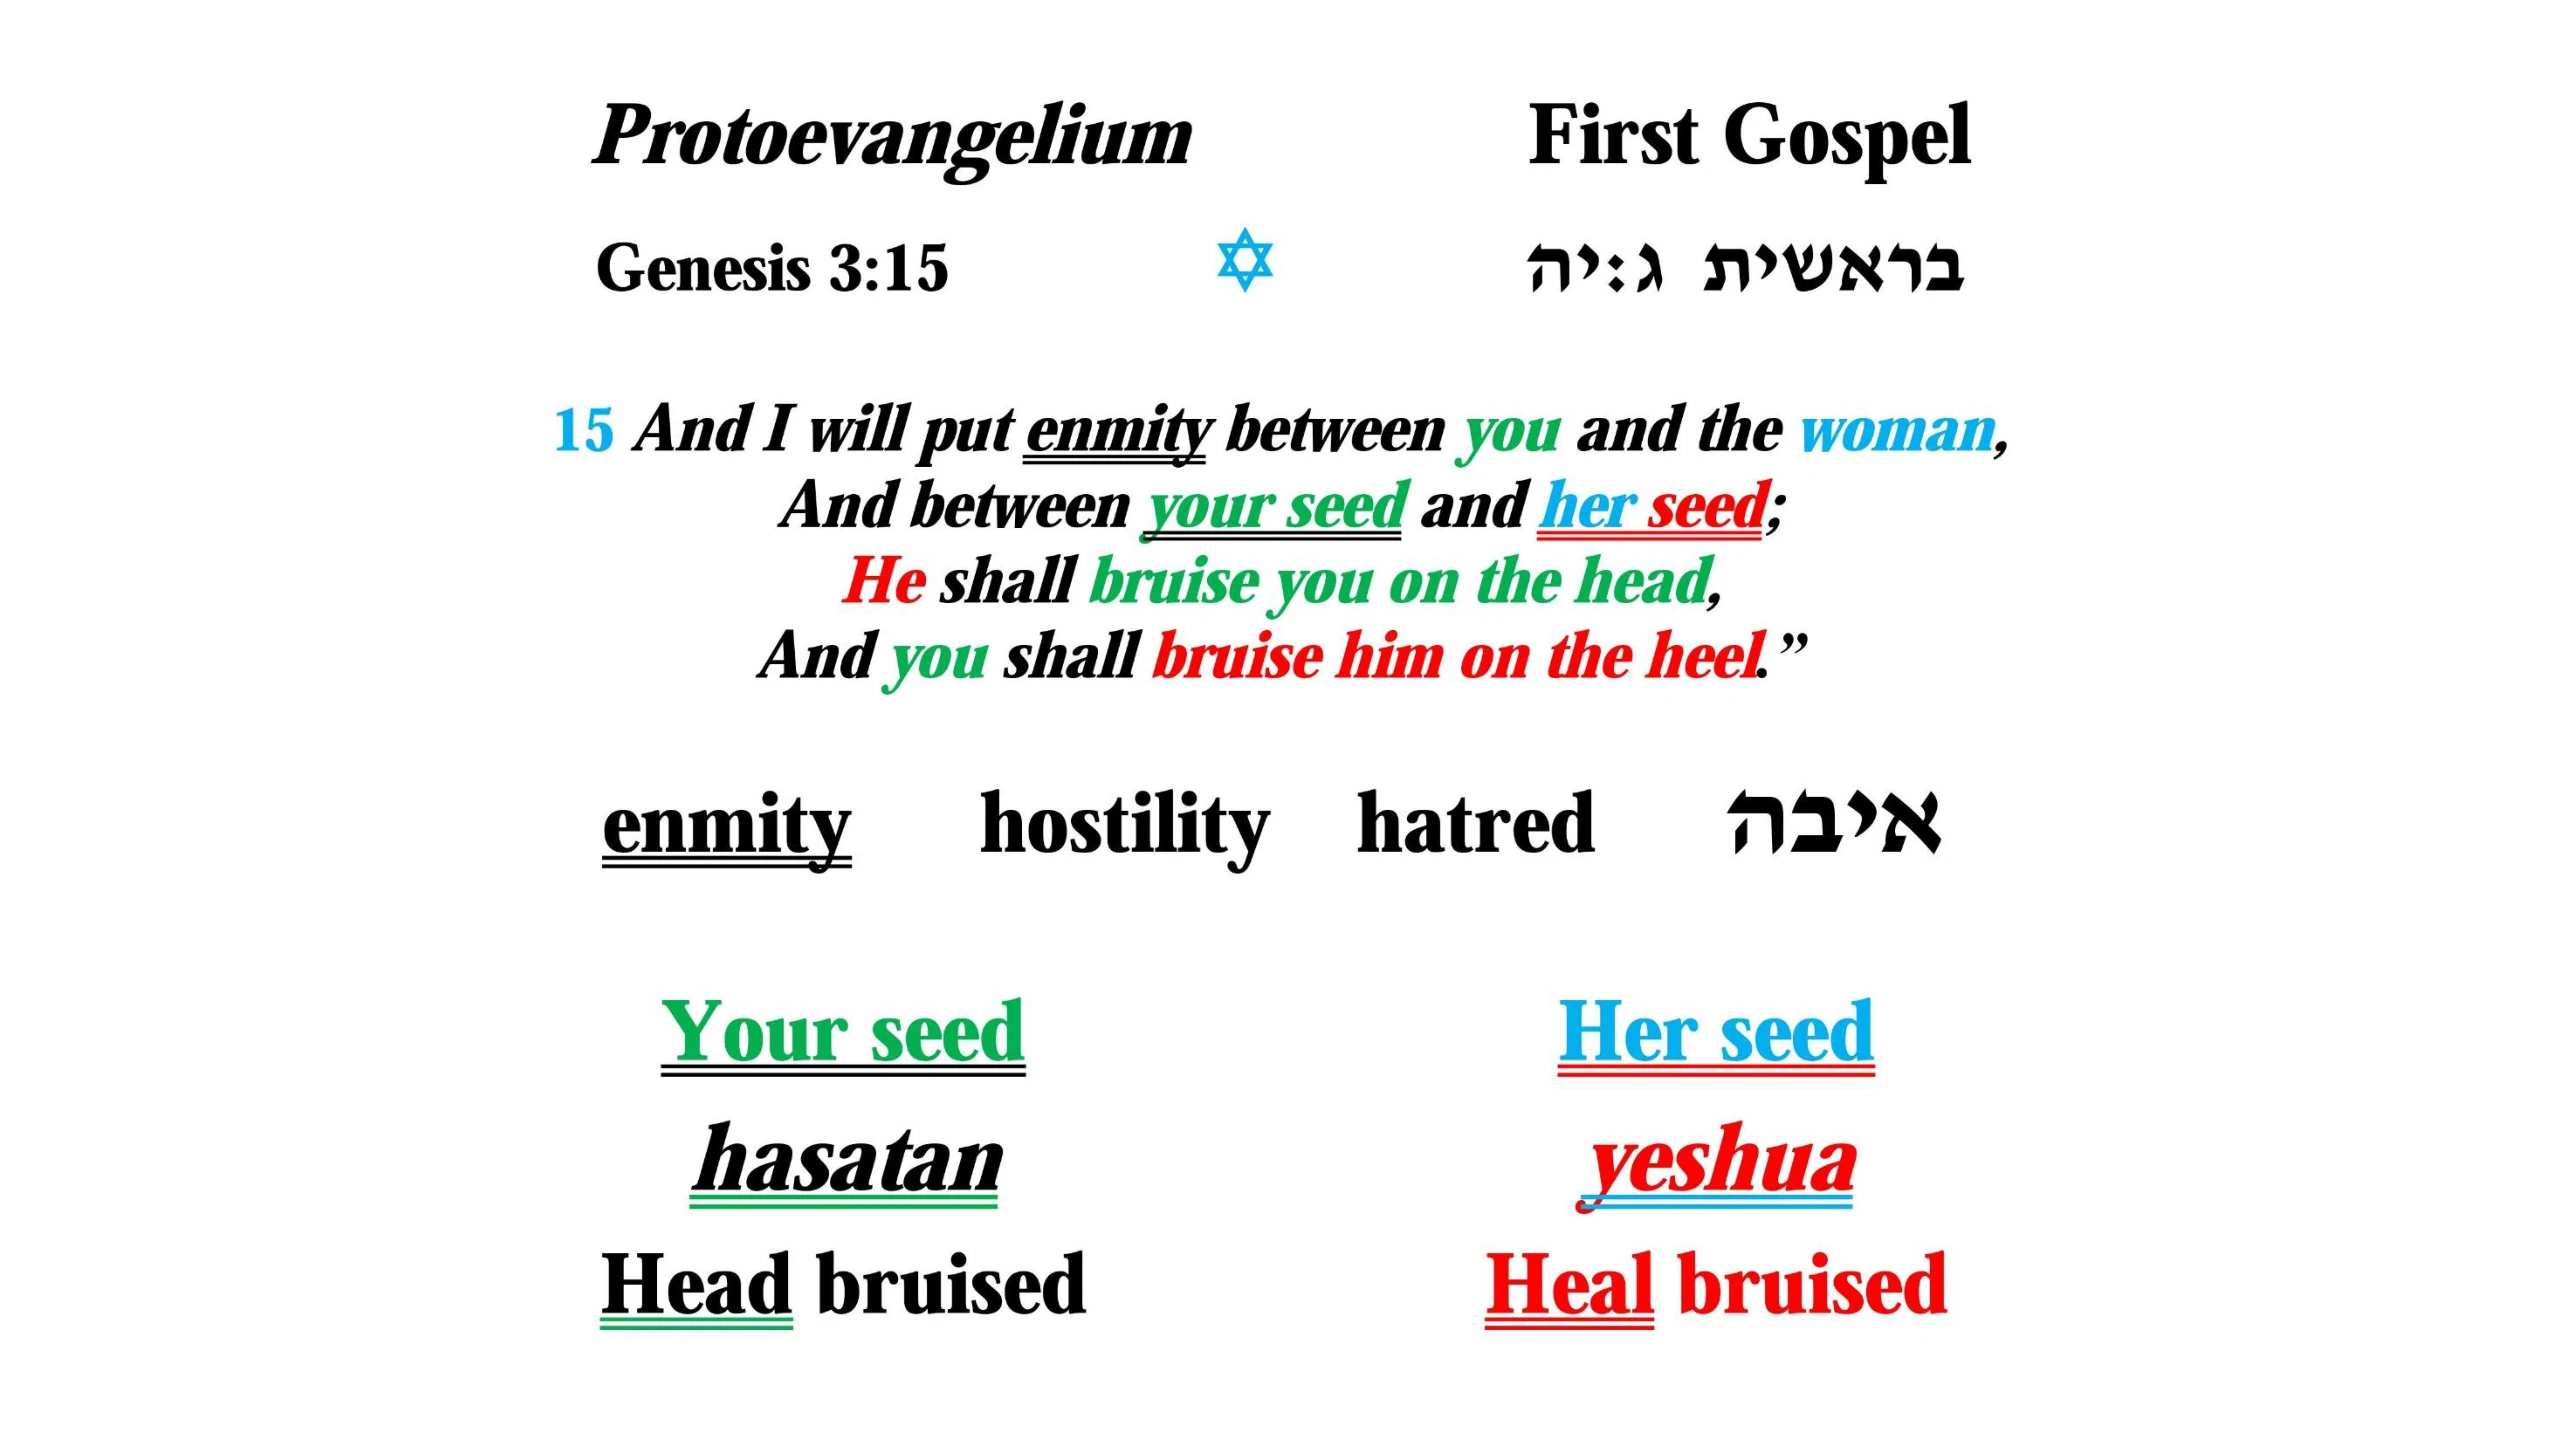 Protoevangelium First Gospel
Genesis 3:15 ✡ בראשית ג:יה
15 And I will put enmity between you and the woman,
And between your seed and her seed;
He shall bruise you on the head,
And you shall bruise him on the heel.”
enmity hostility hatred איבה
Your seed Her seed
hasatan yeshua
Head bruised Heal bruised